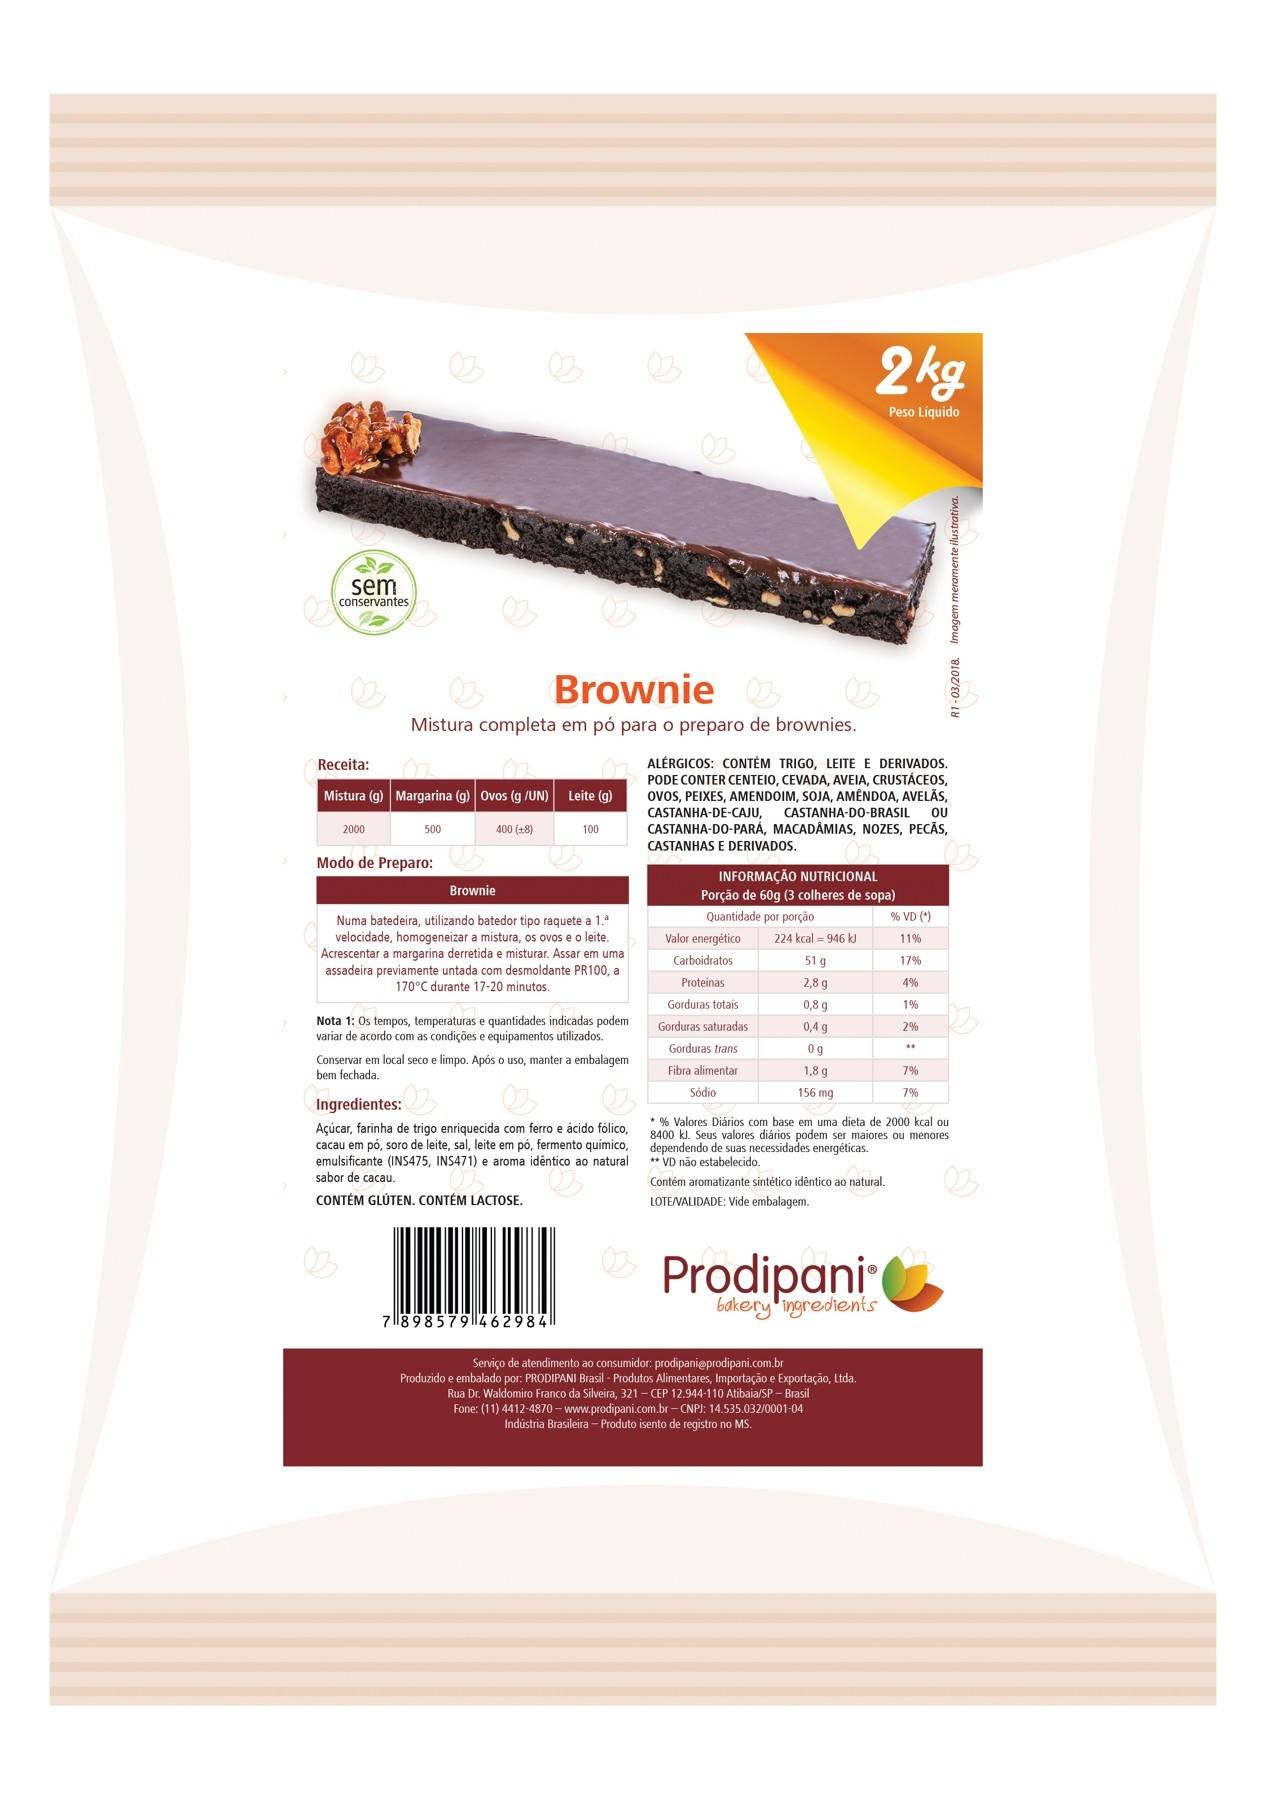 2kg
Peso Líquido
sem
conservantes
R1 - 03/2018. Imagem meramente ilustrativa.
Brownie
Mistura completa em pó para o preparo de brownies.
Receita:
Mistura (g) Margarina (g) Ovos (g /UN) Leite (g)
2000 500 400 (±8) 100
Modo de Preparo:
Brownie
Numa batedeira, utilizando batedor tipo raquete a 1.ª
velocidade, homogeneizar a mistura, os ovos e o leite.
Acrescentar a margarina derretida e misturar. Assar em uma
assadeira previamente untada com desmoldante PR100, a
170°C durante 17-20 minutos.
Nota 1: Os tempos, temperaturas e quantidades indicadas podem
variar de acordo com as condições e equipamentos utilizados.
Conservar em local seco e limpo. Após o uso, manter a embalagem
bem fechada.
Ingredientes:
Açúcar, farinha de trigo enriquecida com ferro e ácido fólico,
cacau em pó, soro de leite, sal, leite em pó, fermento químico,
emulsificante (INS475, INS471) e aroma idêntico ao natural
sabor de cacau.
CONTÉM GLÚTEN. CONTÉM LACTOSE.
7 898579 462984
ALÉRGICOS: CONTÉM TRIGO, LEITE E DERIVADOS.
PODE CONTER CENTEIO, CEVADA, AVEIA, CRUSTÁCEOS,
OVOS, PEIXES, AMENDOIM, SOJA, AMÊNDOA, AVELÃS,
CASTANHA-DE-CAJU, CASTANHA-DO-BRASIL OU
CASTANHA-DO-PARÁ, MACADÂMIAS, NOZES, PECÃS,
CASTANHAS E DERIVADOS.
INFORMAÇÃO NUTRICIONAL
Porção de 60g (3 colheres de sopa)
Quantidade por porção % VD (*)
Valor energético 224 kcal = 946 kJ 11%
Carboidratos 51 g 17%
Proteínas 2,8 g 4%
Gorduras totais 0,8 g 1%
Gorduras saturadas 0,4 g 2%
Gorduras trans 0 g **
Fibra alimentar 1,8 g 7%
Sódio 156 mg 7%
* % Valores Diários com base em uma dieta de 2000 kcal ou
8400 kJ. Seus valores diários podem ser maiores ou menores
dependendo de suas necessidades energéticas.
** VD não estabelecido.
Contém aromatizante sintético idêntico ao natural.
LOTE/VALIDADE: Vide embalagem.
Prodipani®
bakery ingredients
Serviço de atendimento ao consumidor: prodipani@prodipani.com.br
Produzido e embalado por: PRODIPANI Brasil - Produtos Alimentares, Importação e Exportação, Ltda.
Rua Dr. Waldomiro Franco da Silveira, 321 – CEP 12.944-110 Atibaia/SP – Brasil
Fone: (11) 4412-4870 – www.prodipani.com.br – CNPJ: 14.535.032/0001-04
Indústria Brasileira – Produto isento de registro no MS.